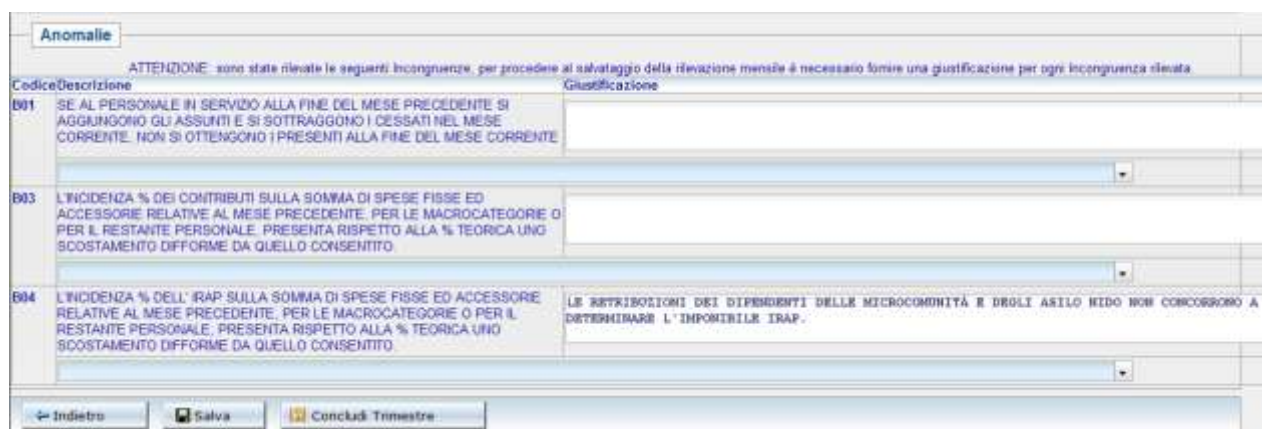 Anomalie
ATTENZIONE: sono state rilevate le seguenti incongruenze, per procedere al salvataggio della rilevazione mensile è necessario fornire una giustificazione per ogni incongruenza rilevata
Codice Descrizione Giustificazione
B01 SE AL PERSONALE IN SERVIZIO ALLA FINE DEL MESE PRECEDENTE SI
AGGIUNGONO GLI ASSUNTI E SI SOTTRAGGONO I CESSATI NEL MESE
CORRENTE, NON SI OTTENGONO I PRESENTI ALLA FINE DEL MESE CORRENTE
B03 L'INCIDENZA % DEI CONTRIBUTI SULLA SOMMA DI SPESE FISSE ED
ACCESSORIE RELATIVE AL MESE PRECEDENTE, PER LE MACROCATEGORIE O
PER IL RESTANTE PERSONALE, PRESENTA RISPETTO ALLA % TEORICA UNO
SCOSTAMENTO DIFFORME DA QUELLO CONSENTITO
B04 L'INCIDENZA % DELL' IRAP SULLA SOMMA DI SPESE FISSE ED ACCESSORIE
RELATIVE AL MESE PRECEDENTE, PER LE MACROCATEGORIE O PER IL
RESTANTE PERSONALE, PRESENTA RISPETTO ALLA % TEORICA UNO
SCOSTAMENTO DIFFORME DA QUELLO CONSENTITO
LE RETRIBUZIONI DEI DIPENDENTI DELLE MICROCOMUNITÀ E DEGLI ASILO NIDO NON CONCORRONO A
DETERMINARE L'IMPONIBILE IRAP.
Indietro Salva Concludi Trimestre